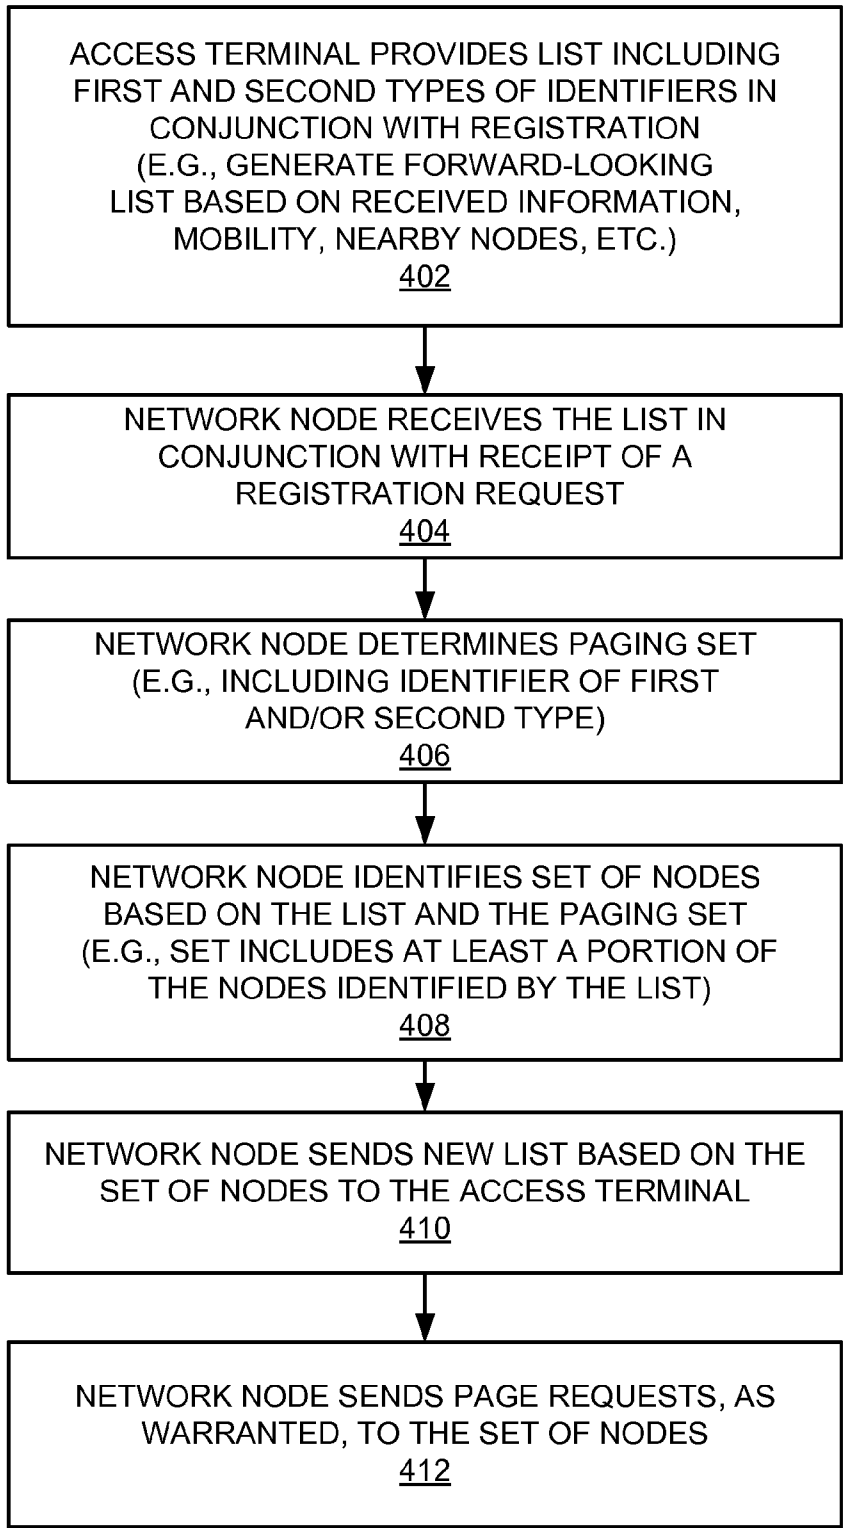 ACCESS TERMINAL PROVIDES LIST INCLUDING
FIRST AND SECOND TYPES OF IDENTIFIERS IN
CONJUNCTION WITH REGISTRATION
(E.G., GENERATE FORWARD-LOOKING
LIST BASED ON RECEIVED INFORMATION,
MOBILITY, NEARBY NODES, ETC.)
402
NETWORK NODE RECEIVES THE LIST IN
CONJUNCTION WITH RECEIPT OF A
REGISTRATION REQUEST
404
NETWORK NODE DETERMINES PAGING SET
(E.G., INCLUDING IDENTIFIER OF FIRST
AND/OR SECOND TYPE)
406
NETWORK NODE IDENTIFIES SET OF NODES
BASED ON THE LIST AND THE PAGING SET
(E.G., SET INCLUDES AT LEAST A PORTION OF
THE NODES IDENTIFIED BY THE LIST)
408
NETWORK NODE SENDS NEW LIST BASED ON THE
SET OF NODES TO THE ACCESS TERMINAL
410
NETWORK NODE SENDS PAGE REQUESTS, AS
WARRANTED, TO THE SET OF NODES
412